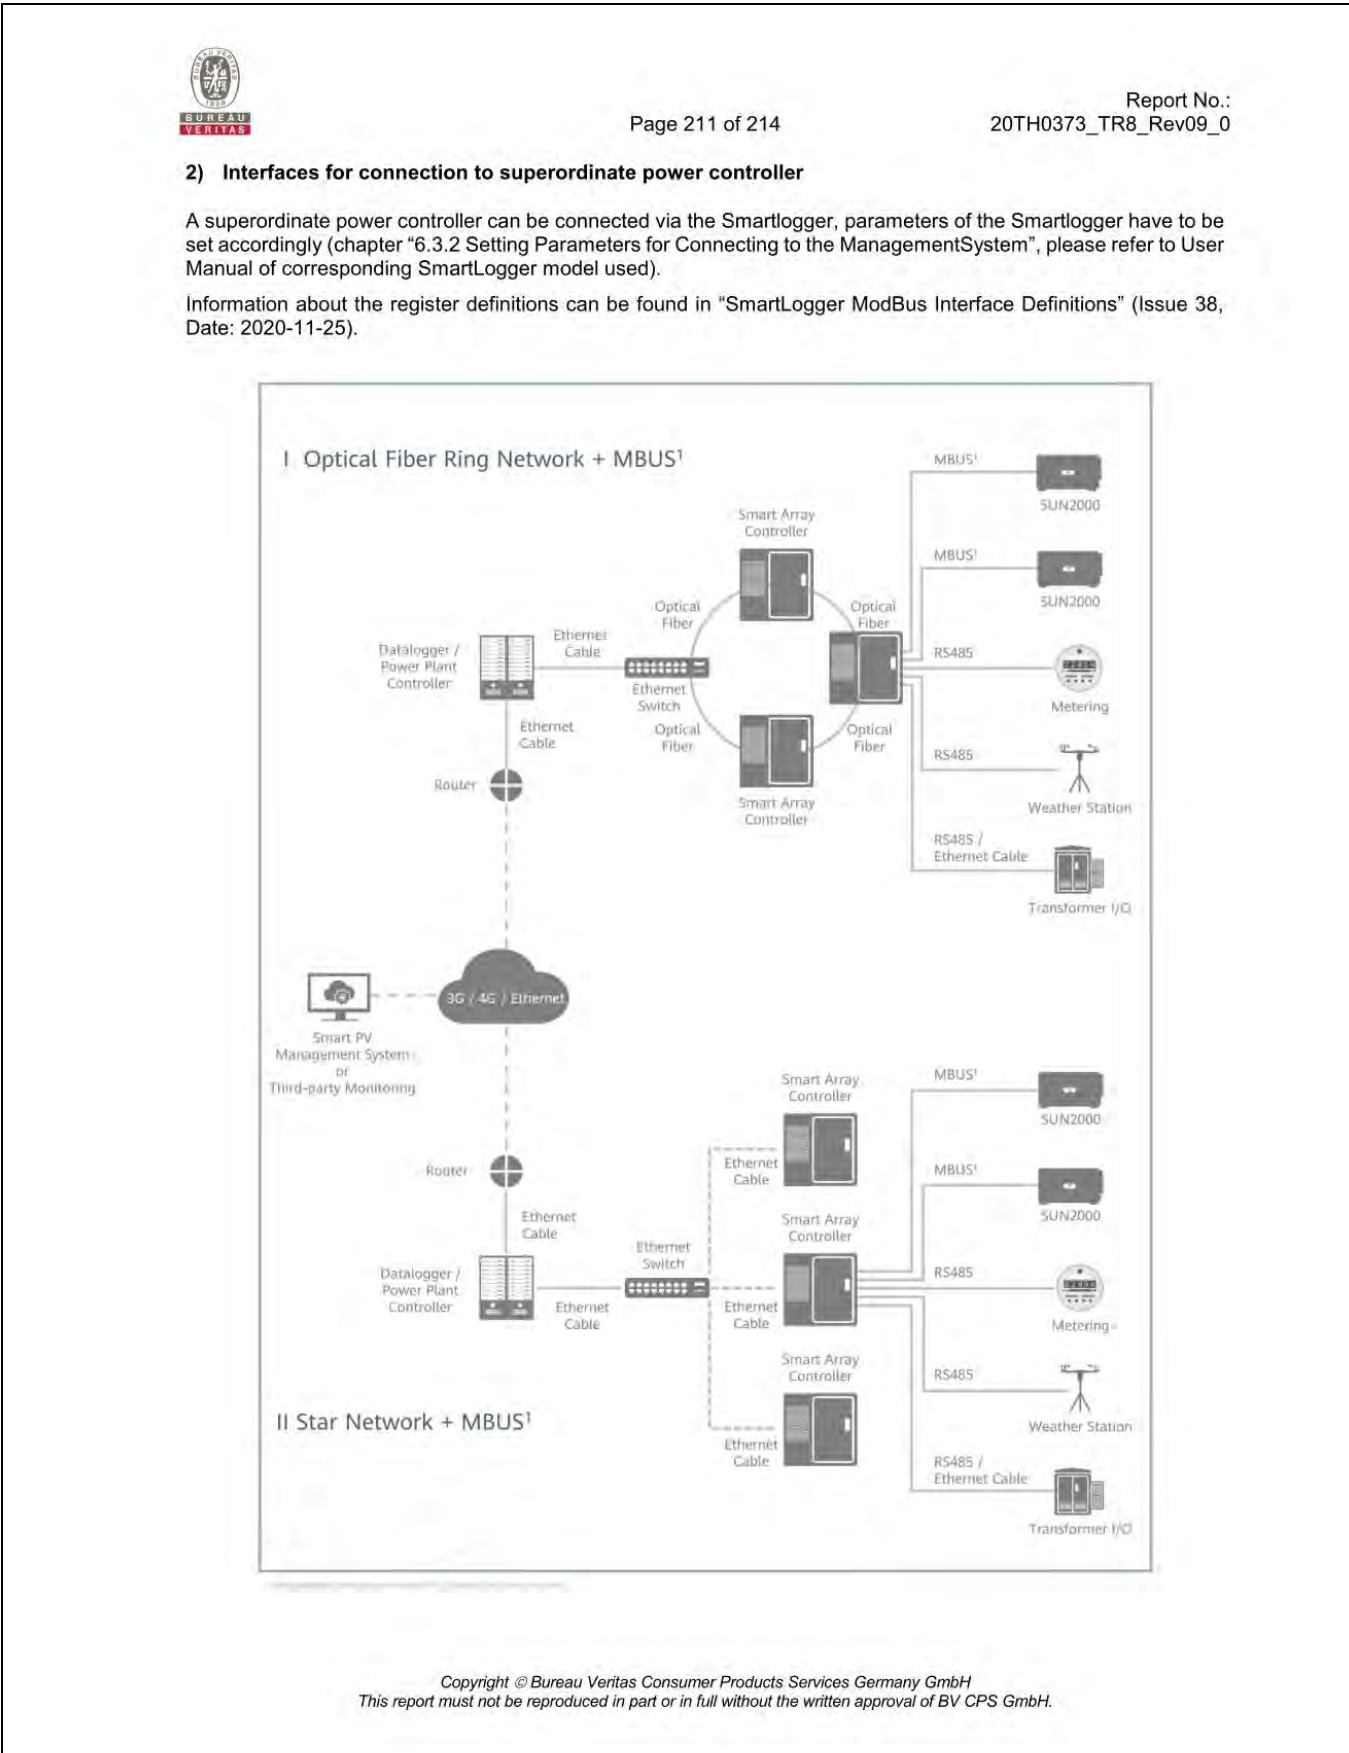 BUREAU VERITAS
1828
BUREAU
VERITAS
Page 211 of 214
Report No.:
20TH0373_TR8_Rev09_0
2) Interfaces for connection to superordinate power controller
A superordinate power controller can be connected via the Smartlogger, parameters of the Smartlogger have to be
set accordingly (chapter “6.3.2 Setting Parameters for Connecting to the ManagementSystem”, please refer to User
Manual of corresponding SmartLogger model used).
Information about the register definitions can be found in “SmartLogger ModBus Interface Definitions” (Issue 38,
Date: 2020-11-25).
I Optical Fiber Ring Network + MBUS¹
Datalogger /
Power Plant
Controller
Ethernet
Cable
Ethernet
Switch
Optical
Fiber
Optical
Fiber
Smart Array
Controller
Smart Array
Controller
Optical
Fiber
Optical
Fiber
MBUS¹
SUN2000
MBUS¹
SUN2000
RS485
Metering
RS485
Weather Station
RS485 /
Ethernet Cable
Transformer I/O
Ethernet
Cable
Router
3G / 4G / Ethernet
Smart PV
Management System
or
Third-party Monitoring
Router
Ethernet
Cable
Datalogger /
Power Plant
Controller
Ethernet
Cable
Ethernet
Switch
Smart Array
Controller
Ethernet
Cable
Smart Array
Controller
Ethernet
Cable
Smart Array
Controller
Ethernet
Cable
MBUS¹
SUN2000
MBUS¹
SUN2000
RS485
Metering
RS485
Weather Station
RS485 /
Ethernet Cable
Transformer I/O
II Star Network + MBUS¹
Copyright © Bureau Veritas Consumer Products Services Germany GmbH
This report must not be reproduced in part or in full without the written approval of BV CPS GmbH.